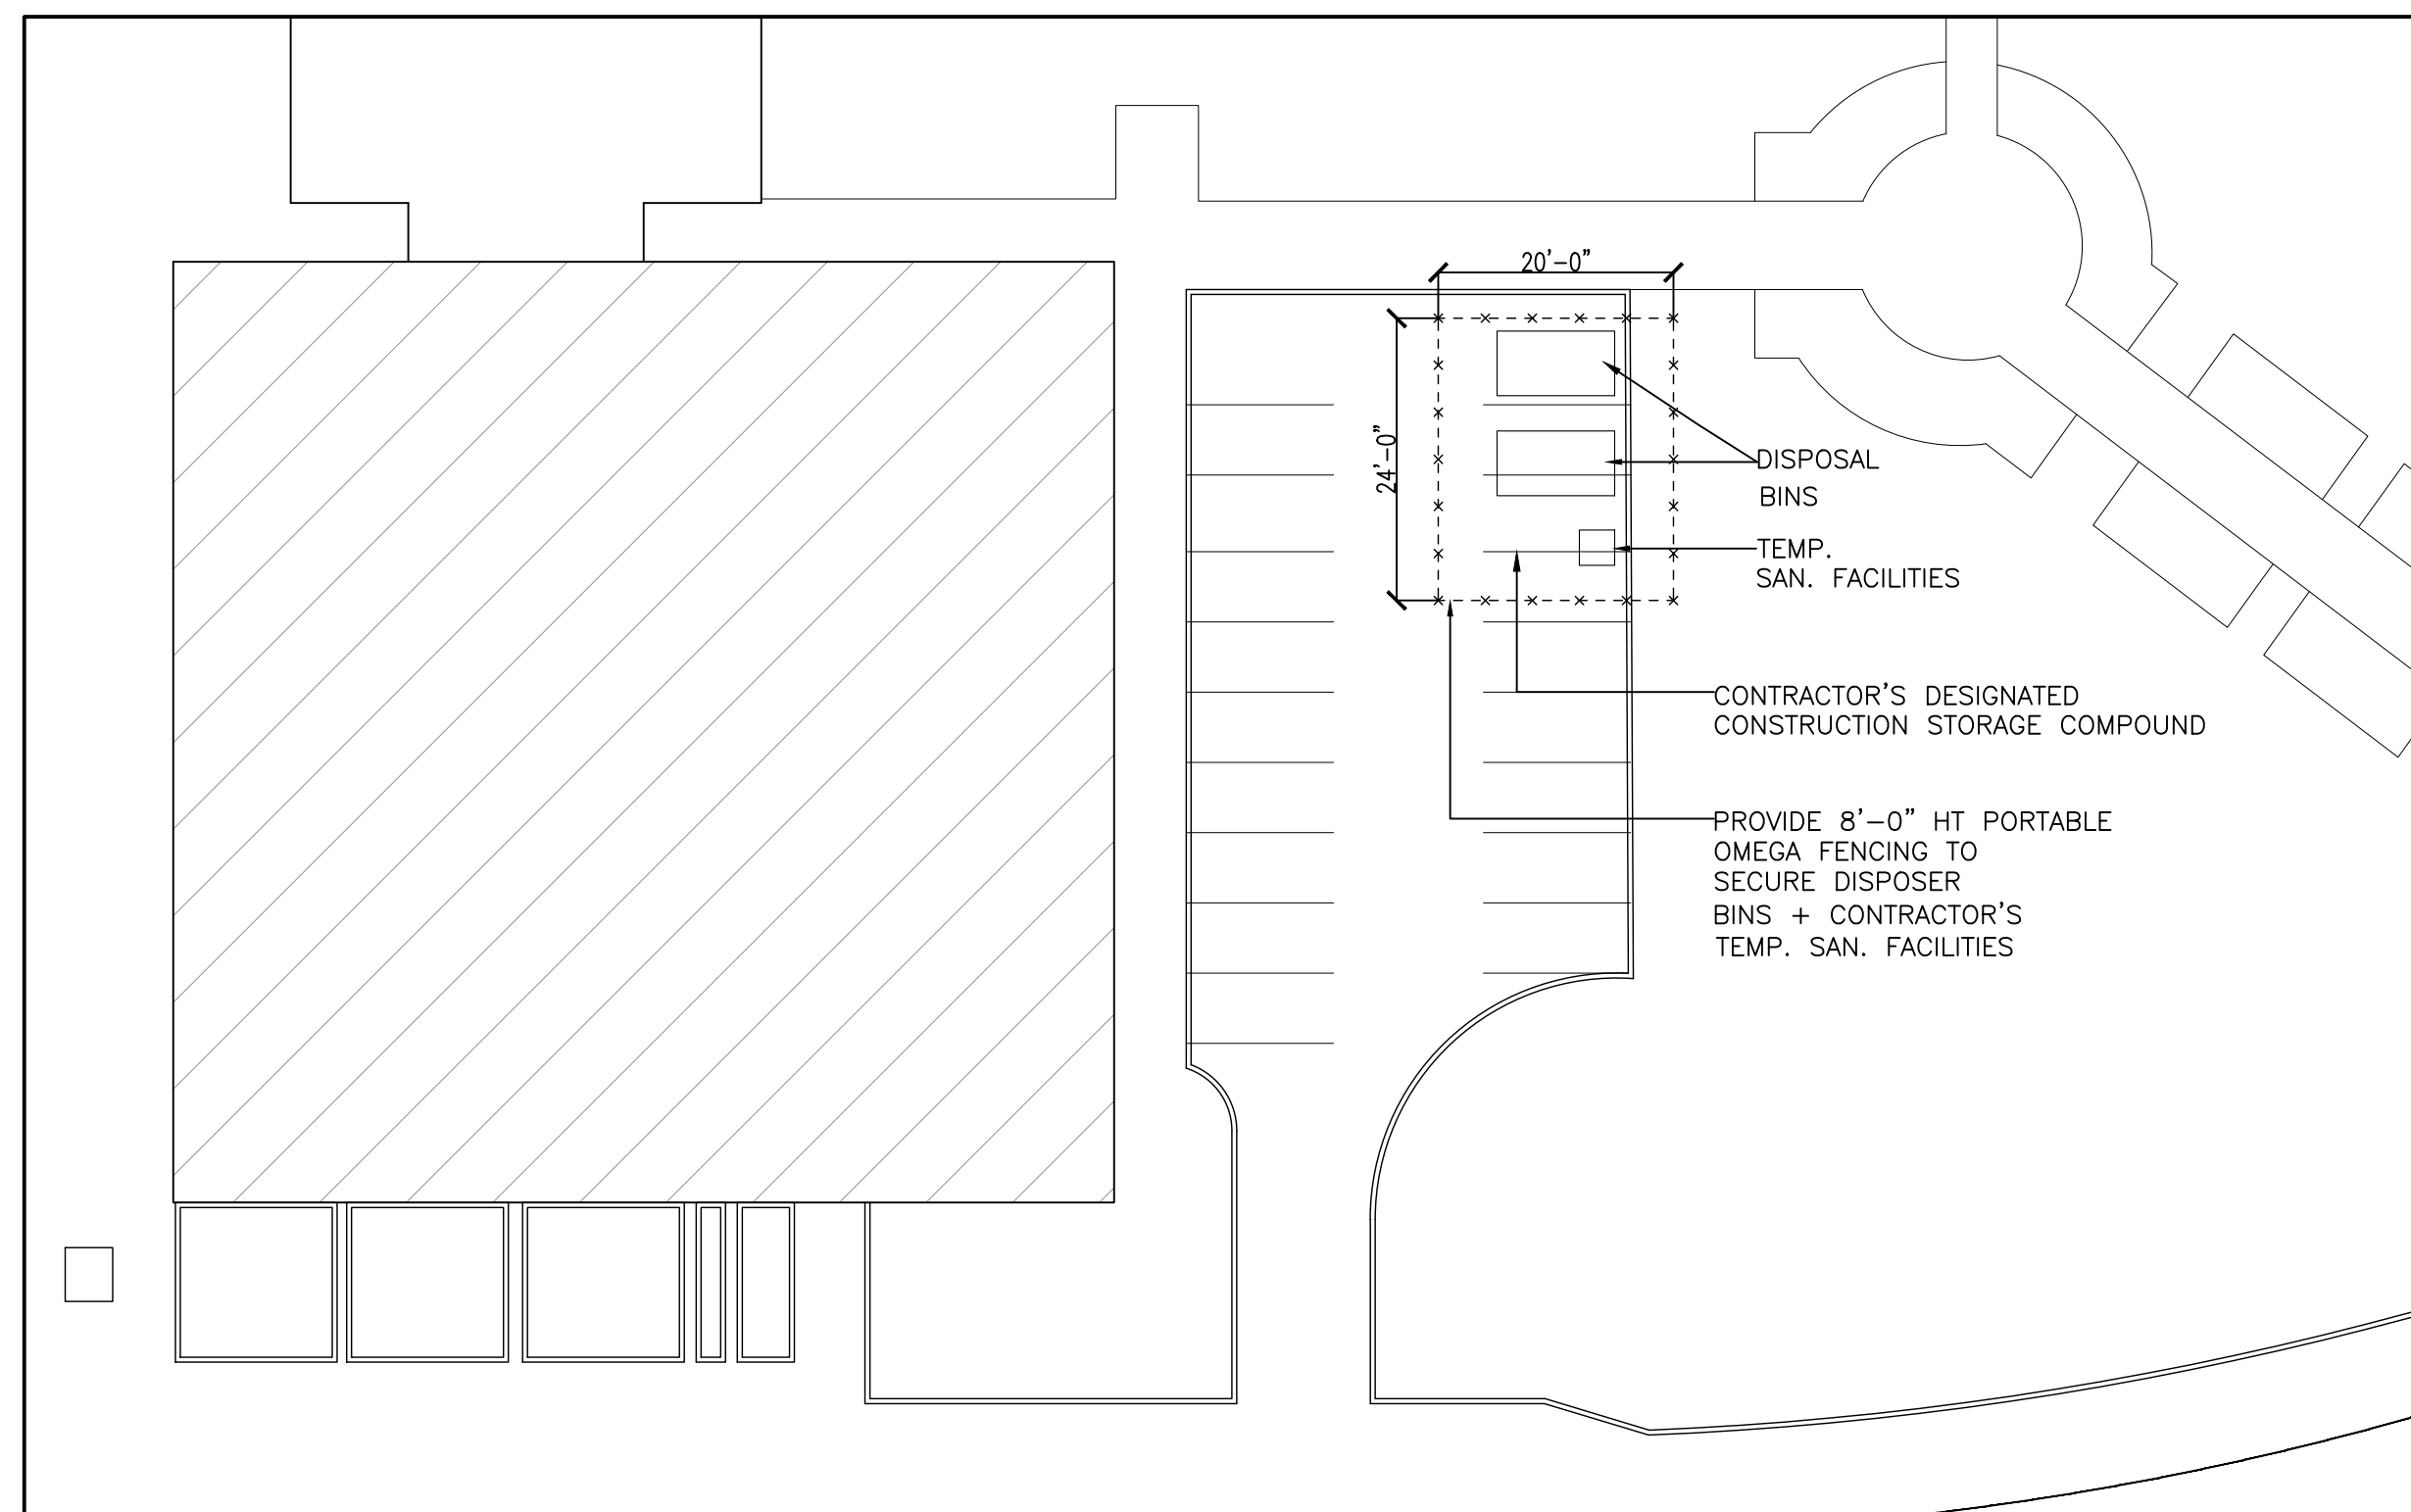 20'-0"
24'-0"
DISPOSAL
BINS
TEMP.
SAN. FACILITIES
CONTRACTOR'S DESIGNATED
CONSTRUCTION STORAGE COMPOUND
PROVIDE 8'-0" HT PORTABLE
OMEGA FENCING TO
SECURE DISPOSER
BINS + CONTRACTOR'S
TEMP. SAN. FACILITIES